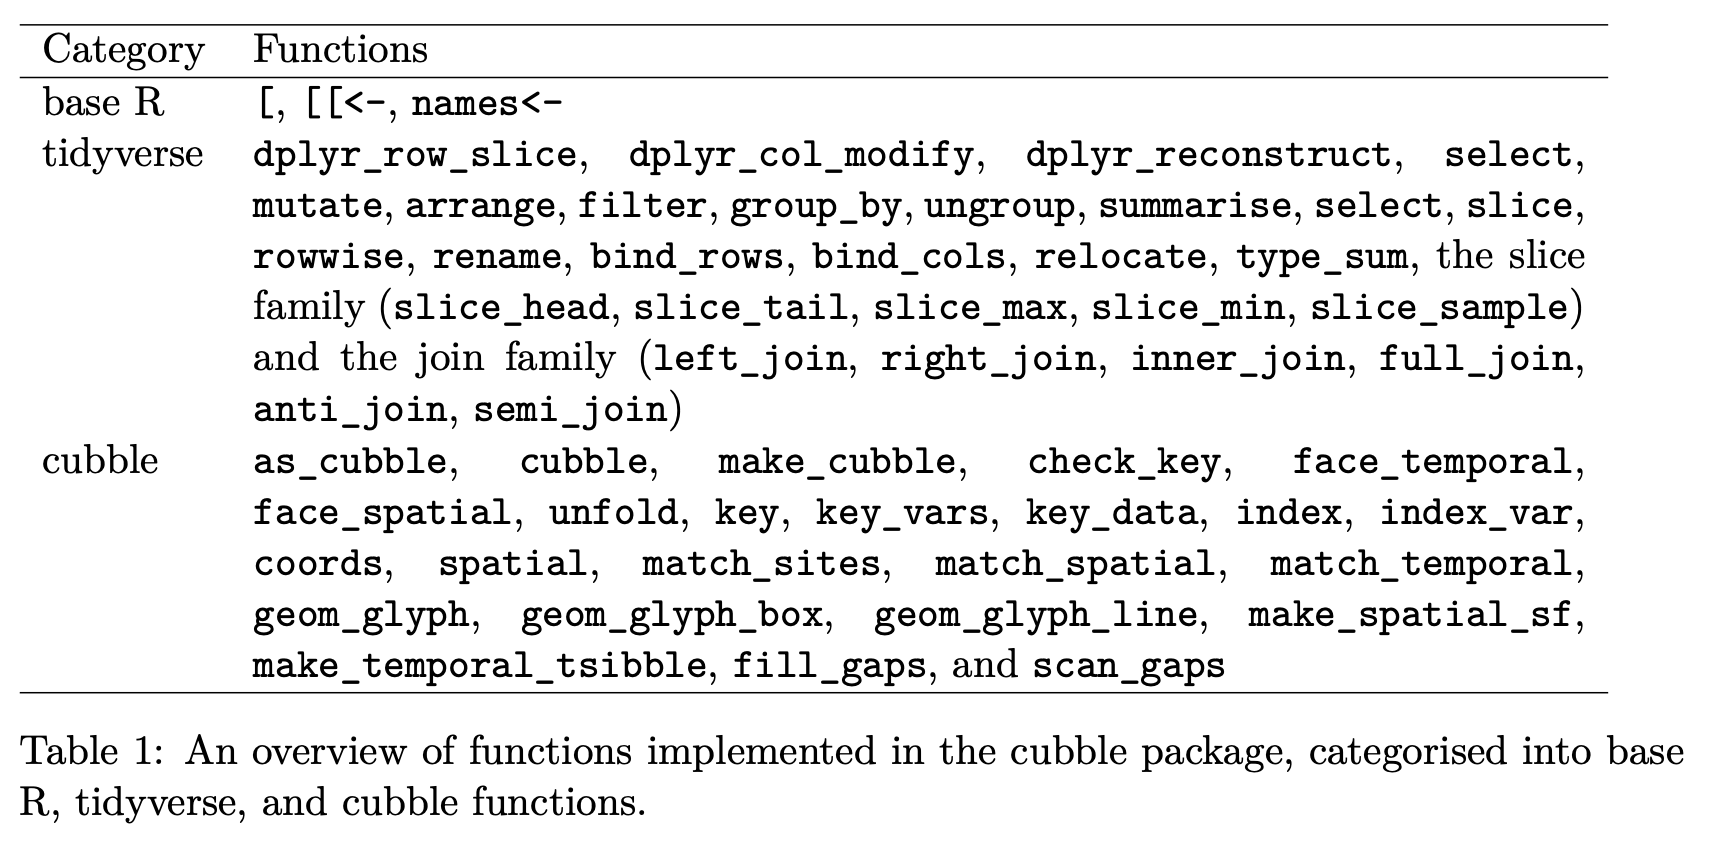 Category Functions
base R [, [[<-, names<-
tidyverse dplyr_row_slice, dplyr_col_modify, dplyr_reconstruct, select,
mutate, arrange, filter, group_by, ungroup, summarise, select, slice,
rowwise, rename, bind_rows, bind_cols, relocate, type_sum, the slice
family (slice_head, slice_tail, slice_max, slice_min, slice_sample)
and the join family (left_join, right_join, inner_join, full_join,
anti_join, semi_join)
cubble as_cubble, cubble, make_cubble, check_key, face_temporal,
face_spatial, unfold, key, key_vars, key_data, index, index_var,
coords, spatial, match_sites, match_spatial, match_temporal,
geom_glyph, geom_glyph_box, geom_glyph_line, make_spatial_sf,
make_temporal_tsibble, fill_gaps, and scan_gaps
Table 1: An overview of functions implemented in the cubble package, categorised into base
R, tidyverse, and cubble functions.